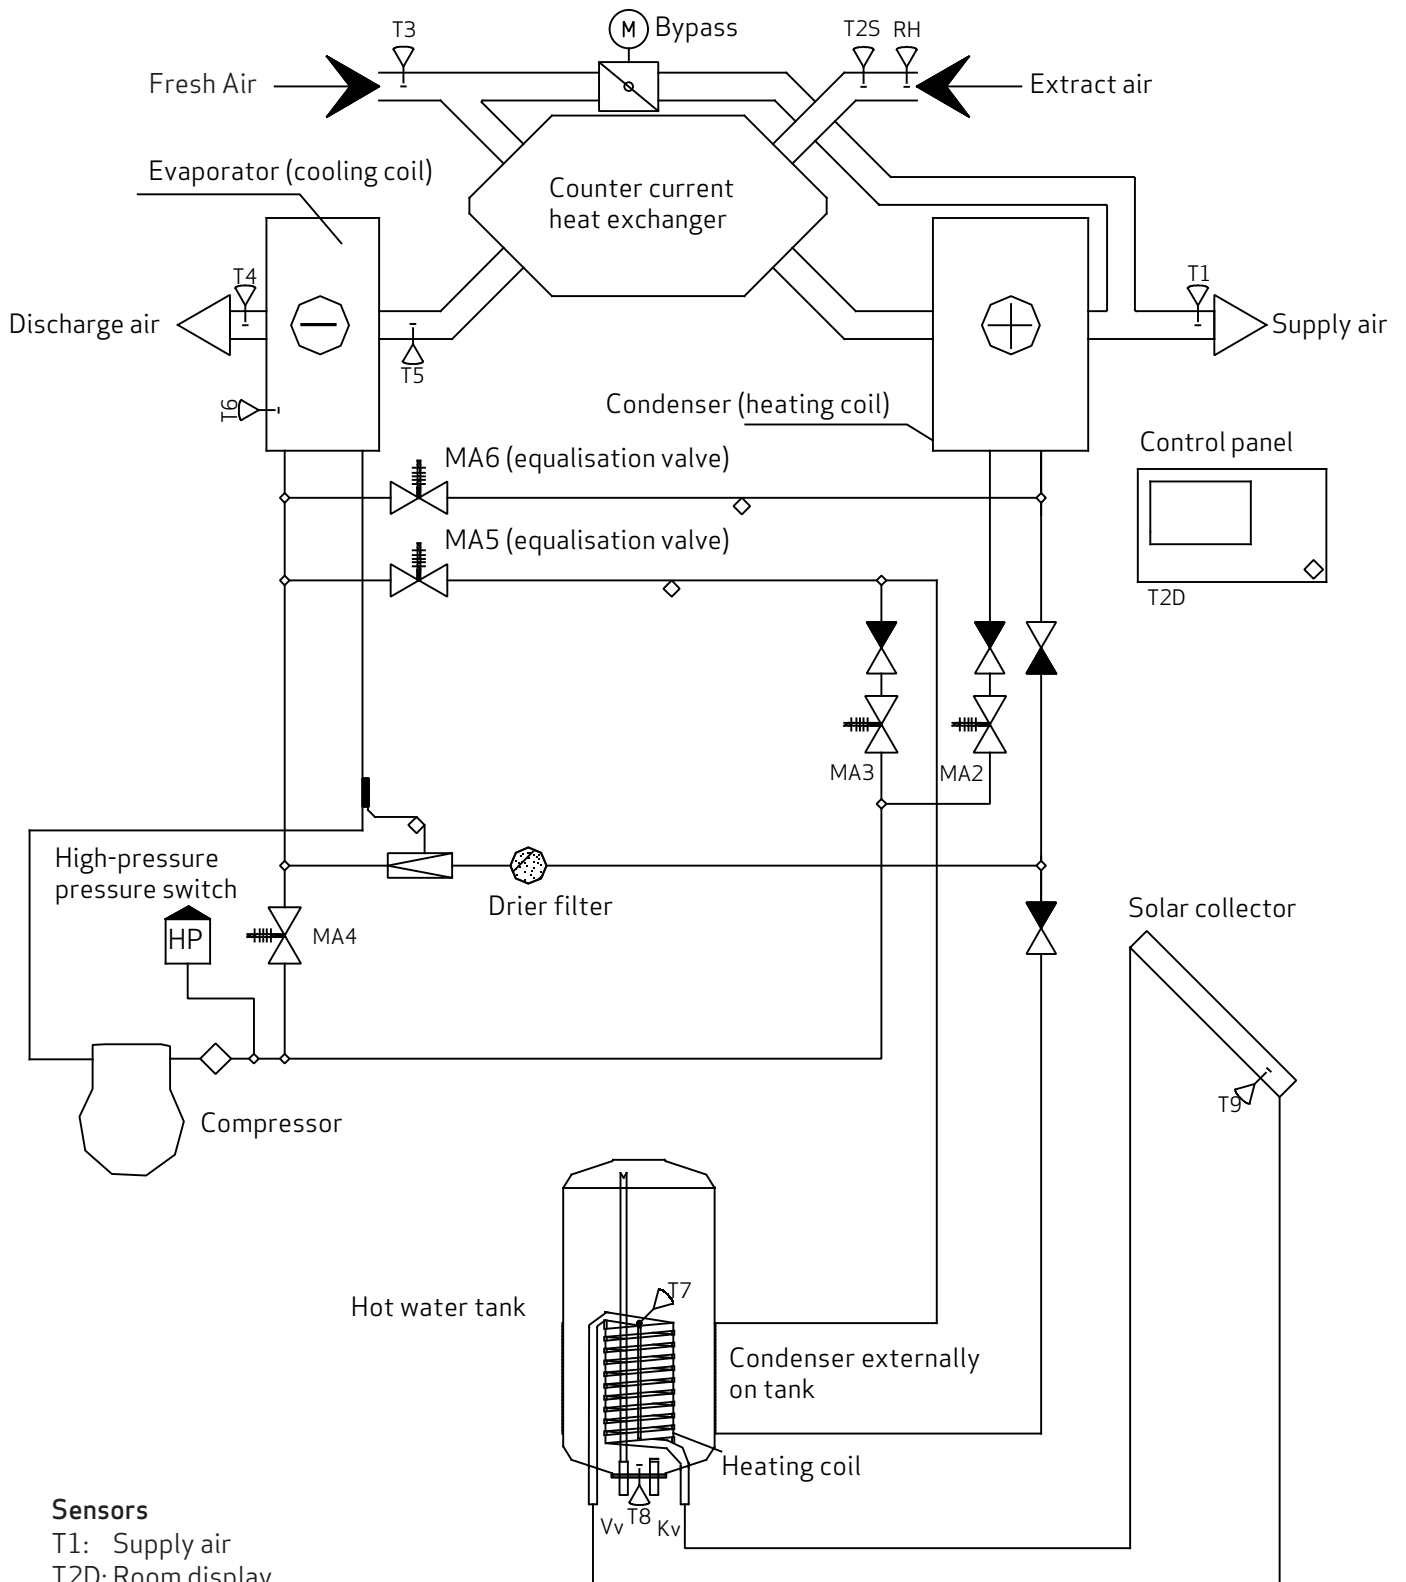 T3
M
Bypass
T2S
RH
Fresh Air
Extract air
Evaporator (cooling coil)
Counter current
heat exchanger
T4
T1
Discharge air
Supply air
T5
T6
Condenser (heating coil)
Control panel
MA6 (equalisation valve)
MA5 (equalisation valve)
T2D
MA3
MA2
High-pressure
pressure switch
HP
Drier filter
MA4
Solar collector
T9
Compressor
T7
Hot water tank
Condenser externally
on tank
Heating coil
Vv
T8
Kv
Sensors
T1: Supply air
T2D: Room display